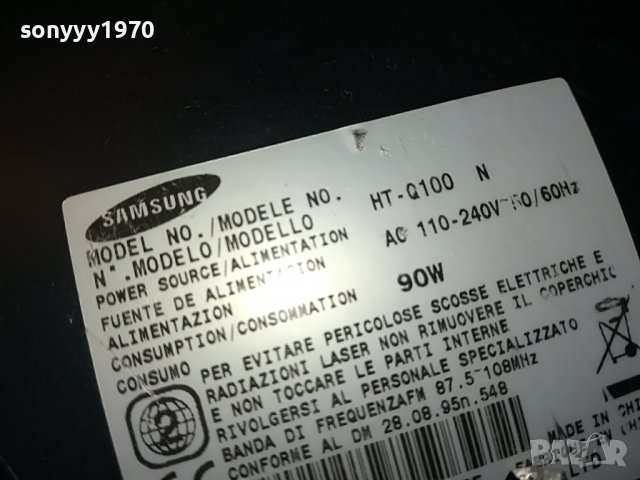 sonyyy1970
SAMSUNG
MODEL NO./MODELE NO. HT-Q100 N
N°.MODELO/MODELLO
POWER SOURCE/ALIMENTATION AC 110-240V~50/60Hz
FUENTE DE ALIMENTACION
ALIMENTAZION
CONSUMPTION/CONSOMMATION 90W
CONSUMO
PER EVITARE PERICOLOSE SCOSSE ELETTRICHE E
RADIAZIONI LASER NON RIMUOVERE IL COPERCHIC
E NON TOCCARE LE PARTI INTERNE
RIVOLGERSI AL PERSONALE SPECIALIZZATO
BANDA DI FREQUENZAFM 87.5~108MHz
CONFORME AL DM 28.08.95n.548
2
MADE IN
BAZAR